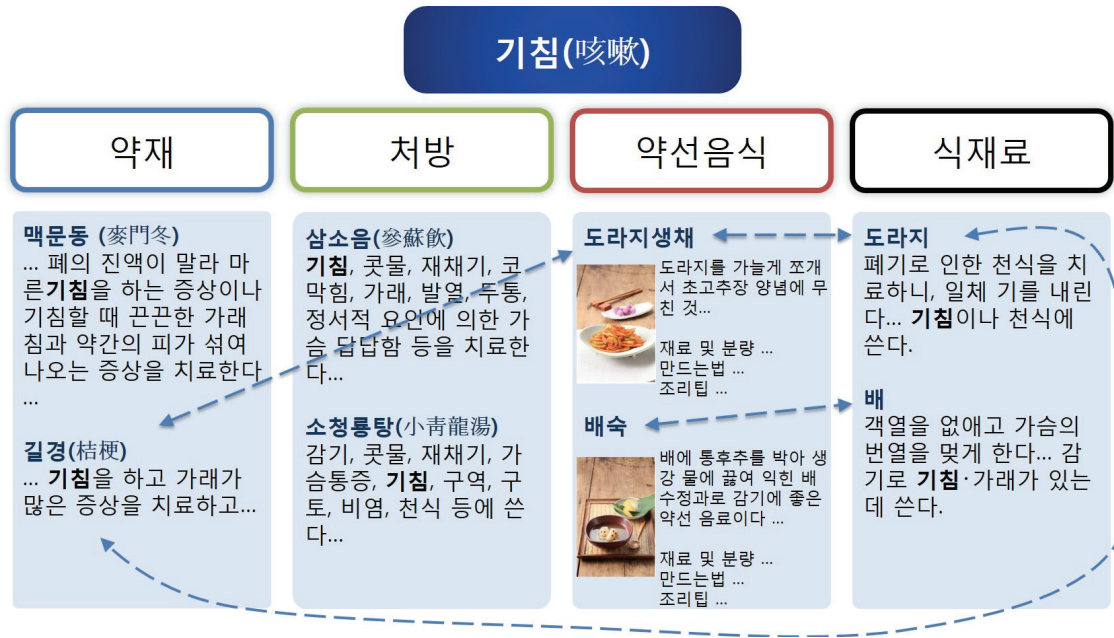 기침(咳嗽)
약재
처방
약선음식
식재료
맥문동 (麥門冬)
... 폐의 진액이 말라 마
른기침을 하는 증상이나
기침할 때 끈끈한 가래
침과 약간의 피가 섞여
나오는 증상을 치료한다
...
길경(桔梗)
... 기침을 하고 가래가
많은 증상을 치료하고...
삼소음(參蘇飮)
기침, 콧물, 재채기, 코
막힘, 가래, 발열, 두통,
정서적 요인에 의한 가
슴 답답함 등을 치료한
다...
소청룡탕(小靑龍湯)
감기, 콧물, 재채기, 가
슴통증, 기침, 구역, 구
토, 비염, 천식 등에 쓴
다...
도라지생채
도라지를 가늘게 쪼개
서 초고추장 양념에 무
친 것...
재료 및 분량 ...
만드는법 ...
조리팁 ...
배숙
배에 통후추를 박아 생
강 물에 끓여 익힌 배
수정과로 감기에 좋은
약선 음료이다 ...
재료 및 분량 ...
만드는법 ...
조리팁 ...
도라지
폐기로 인한 천식을 치
료하니, 일체 기를 내린
다... 기침이나 천식에
쓴다.
배
객열을 없애고 가슴의
번열을 멎게 한다... 감
기로 기침·가래가 있는
데 쓴다.